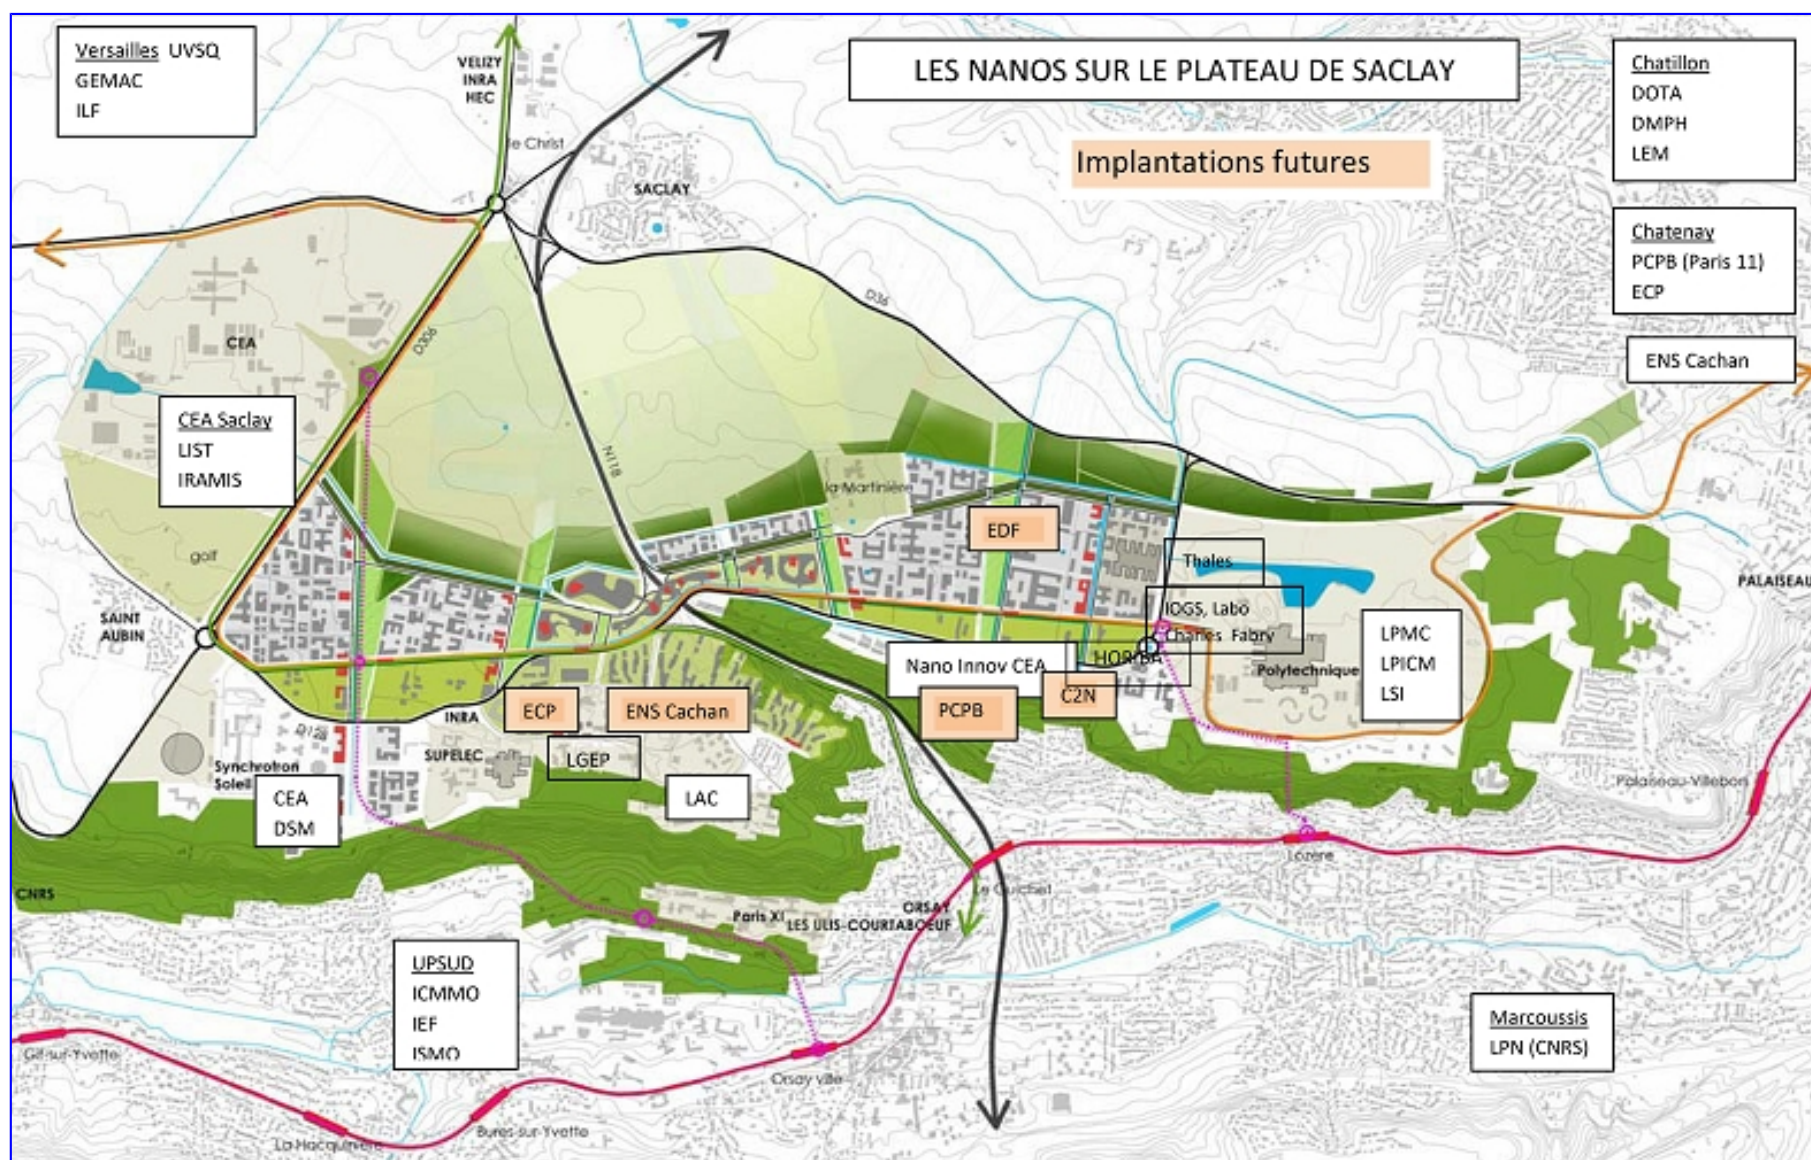 Versailles UVSQ
GEMAC
ILF
VELIZY
INRA
HEC
le Christ
SACLAY
LES NANOS SUR LE PLATEAU DE SACLAY
Implantations futures
Chatillon
DOTA
DMPH
LEM
Chatenay
PCPB (Paris 11)
ECP
ENS Cachan
D36
D306
N118
CEA
CEA Saclay
LIST
IRAMIS
golf
la Martinière
EDF
Thales
IOGS, Labo
Charles Fabry
HORIBA
Nano Innov CEA
Polytechnique
PALAISEAU
SAINT
AUBIN
LPMC
LPICM
LSI
C2N
PCPB
ECP
ENS Cachan
INRA
D128
SUPELEC
LGEP
Synchrotron
Soleil
CEA
DSM
LAC
Palaiseau-Villebon
Lozère
Le Guichet
CNRS
Paris XI
ORSAY
LES ULIS-COURTABOEUF
UPSUD
ICMMO
IEF
ISMO
Marcoussis
LPN (CNRS)
Gif-sur-Yvette
Orsay ville
La Hacquinière
Bures-sur-Yvette